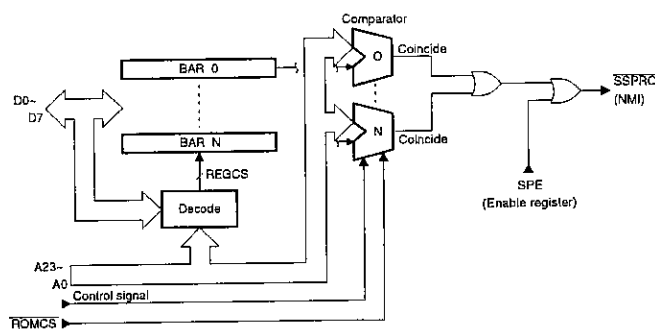 Comparator
BAR 0
O
Coincide
D0~
D7
SSPRC
(NMI)
BAR N
N
Coincide
REGCS
SPE
(Enable register)
Decode
A23~
A0
Control signal
ROMCS